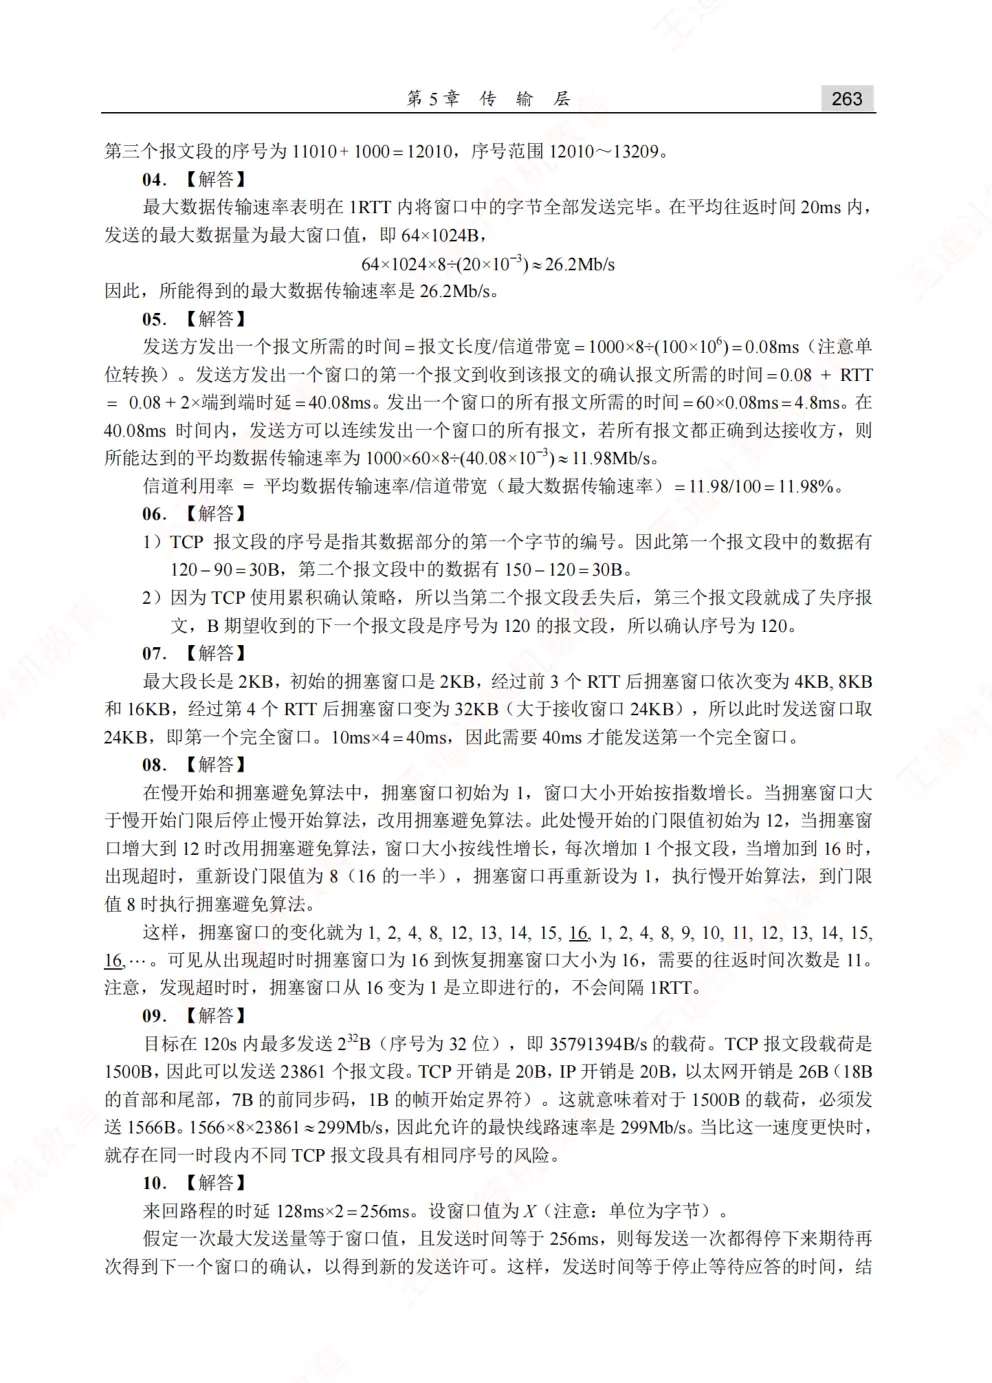 第5章 传 输 层 263
第三个报文段的序号为 11010 + 1000 = 12010，序号范围 12010～13209。
04．【解答】
最大数据传输速率表明在 1RTT 内将窗口中的字节全部发送完毕。在平均往返时间 20ms 内，
发送的最大数据量为最大窗口值，即 64×1024B，
64×1024×8÷(20×10⁻³) ≈ 26.2Mb/s
因此，所能得到的最大数据传输速率是 26.2Mb/s。
05．【解答】
发送方发出一个报文所需的时间 = 报文长度/信道带宽 = 1000×8÷(100×10⁶) = 0.08ms（注意单
位转换）。发送方发出一个窗口的第一个报文到收到该报文的确认报文所需的时间 = 0.08 + RTT
= 0.08 + 2×端到端时延 = 40.08ms。发出一个窗口的所有报文所需的时间 = 60×0.08ms = 4.8ms。在
40.08ms 时间内，发送方可以连续发出一个窗口的所有报文，若所有报文都正确到达接收方，则
所能达到的平均数据传输速率为 1000×60×8÷(40.08×10⁻³) ≈ 11.98Mb/s。
信道利用率 = 平均数据传输速率/信道带宽（最大数据传输速率） = 11.98/100 = 11.98%。
06．【解答】
1）TCP 报文段的序号是指其数据部分的第一个字节的编号。因此第一个报文段中的数据有
120 − 90 = 30B，第二个报文段中的数据有 150 − 120 = 30B。
2）因为 TCP 使用累积确认策略，所以当第二个报文段丢失后，第三个报文段就成了失序报
文，B 期望收到的下一个报文段是序号为 120 的报文段，所以确认序号为 120。
07．【解答】
最大段长是 2KB，初始的拥塞窗口是 2KB，经过前 3 个 RTT 后拥塞窗口依次变为 4KB, 8KB
和 16KB，经过第 4 个 RTT 后拥塞窗口变为 32KB（大于接收窗口 24KB），所以此时发送窗口取
24KB，即第一个完全窗口。10ms×4 = 40ms，因此需要 40ms 才能发送第一个完全窗口。
08．【解答】
在慢开始和拥塞避免算法中，拥塞窗口初始为 1，窗口大小开始按指数增长。当拥塞窗口大
于慢开始门限后停止慢开始算法，改用拥塞避免算法。此处慢开始的门限值初始为 12，当拥塞窗
口增大到 12 时改用拥塞避免算法，窗口大小按线性增长，每次增加 1 个报文段，当增加到 16 时，
出现超时，重新设门限值为 8（16 的一半），拥塞窗口再重新设为 1，执行慢开始算法，到门限
值 8 时执行拥塞避免算法。
这样，拥塞窗口的变化就为 1, 2, 4, 8, 12, 13, 14, 15, 16, 1, 2, 4, 8, 9, 10, 11, 12, 13, 14, 15,
16,⋯。可见从出现超时时拥塞窗口为 16 到恢复拥塞窗口大小为 16，需要的往返时间次数是 11。
注意，发现超时时，拥塞窗口从 16 变为 1 是立即进行的，不会间隔 1RTT。
09．【解答】
目标在 120s 内最多发送 2³²B（序号为 32 位），即 35791394B/s 的载荷。TCP 报文段载荷是
1500B，因此可以发送 23861 个报文段。TCP 开销是 20B，IP 开销是 20B，以太网开销是 26B（18B
的首部和尾部，7B 的前同步码，1B 的帧开始定界符）。这就意味着对于 1500B 的载荷，必须发
送 1566B。1566×8×23861 ≈ 299Mb/s，因此允许的最快线路速率是 299Mb/s。当比这一速度更快时，
就存在同一时段内不同 TCP 报文段具有相同序号的风险。
10．【解答】
来回路程的时延 128ms×2 = 256ms。设窗口值为 X（注意：单位为字节）。
假定一次最大发送量等于窗口值，且发送时间等于 256ms，则每发送一次都得停下来期待再
次得到下一个窗口的确认，以得到新的发送许可。这样，发送时间等于停止等待应答的时间，结